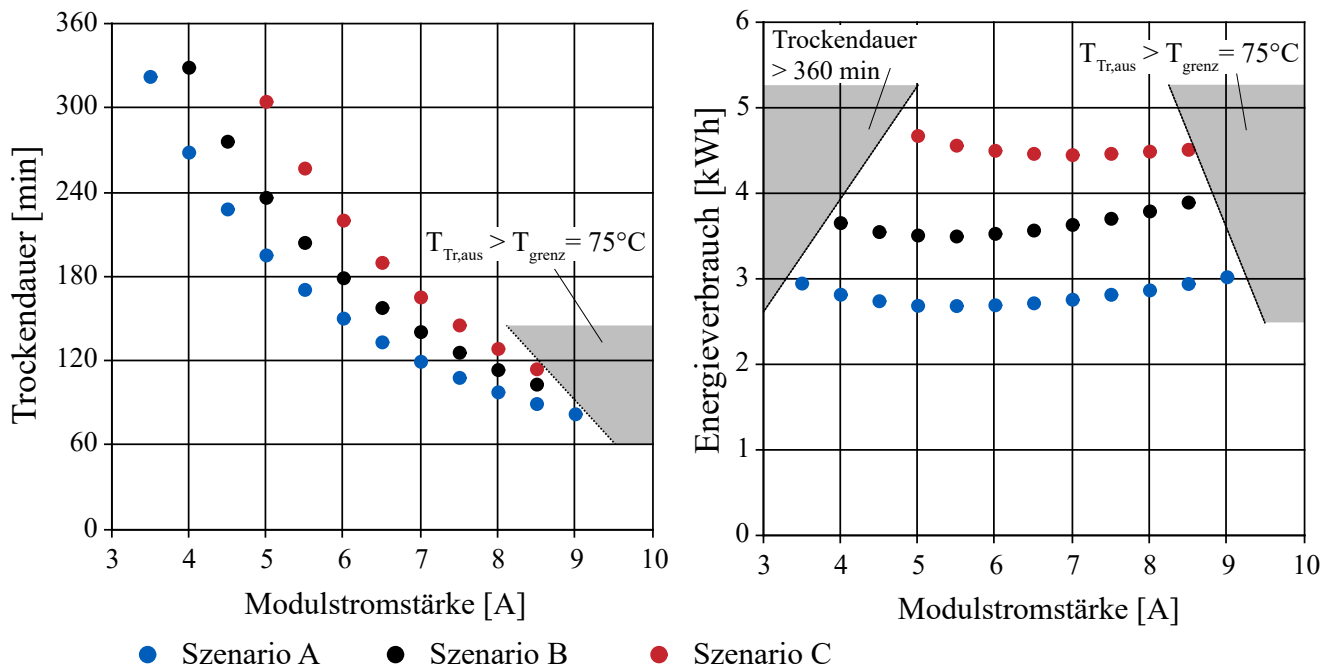 360
300
240
180
120
60
0
Trockendauer [min]
T_Tr,aus > T_grenz = 75°C
3 4 5 6 7 8 9 10
Modulstromstärke [A]
6
5
4
3
2
1
0
Energieverbrauch [kWh]
Trockendauer
> 360 min
T_Tr,aus > T_grenz = 75°C
3 4 5 6 7 8 9 10
Modulstromstärke [A]
Szenario A Szenario B Szenario C